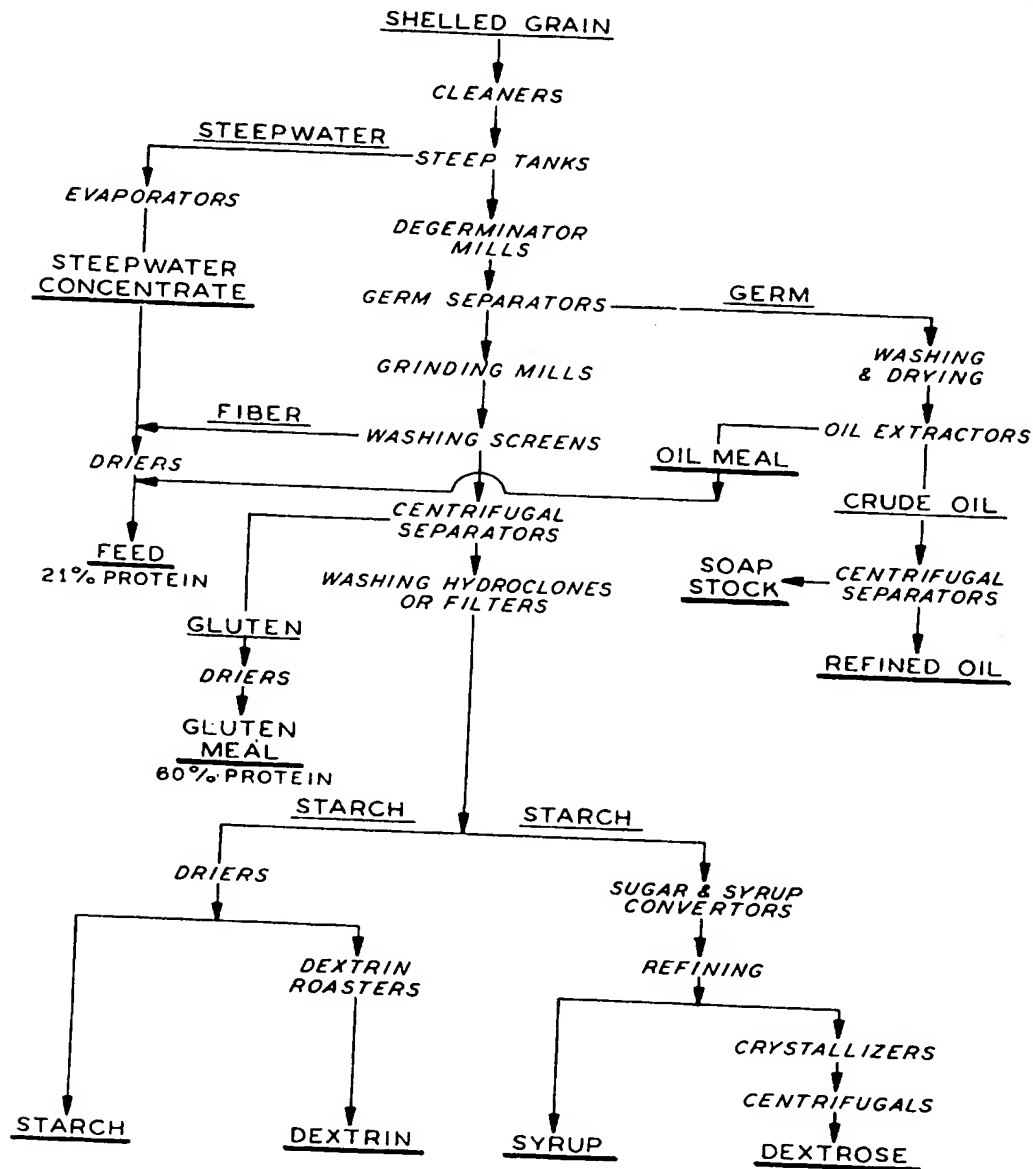 SHELLED GRAIN
CLEANERS
STEEPWATER
STEEP TANKS
EVAPORATORS
DEGERMINATOR
MILLS
STEEPWATER
CONCENTRATE
GERM SEPARATORS
GERM
GRINDING MILLS
WASHING
& DRYING
FIBER
WASHING SCREENS
OIL EXTRACTORS
DRIERS
OIL MEAL
CENTRIFUGAL
SEPARATORS
CRUDE OIL
FEED
21% PROTEIN
WASHING HYDROCLONES
OR FILTERS
SOAP
STOCK
CENTRIFUGAL
SEPARATORS
GLUTEN
REFINED OIL
DRIERS
GLUTEN
MEAL
60% PROTEIN
STARCH
STARCH
DRIERS
SUGAR & SYRUP
CONVERTORS
DEXTRIN
ROASTERS
REFINING
CRYSTALLIZERS
CENTRIFUGALS
STARCH
DEXTRIN
SYRUP
DEXTROSE